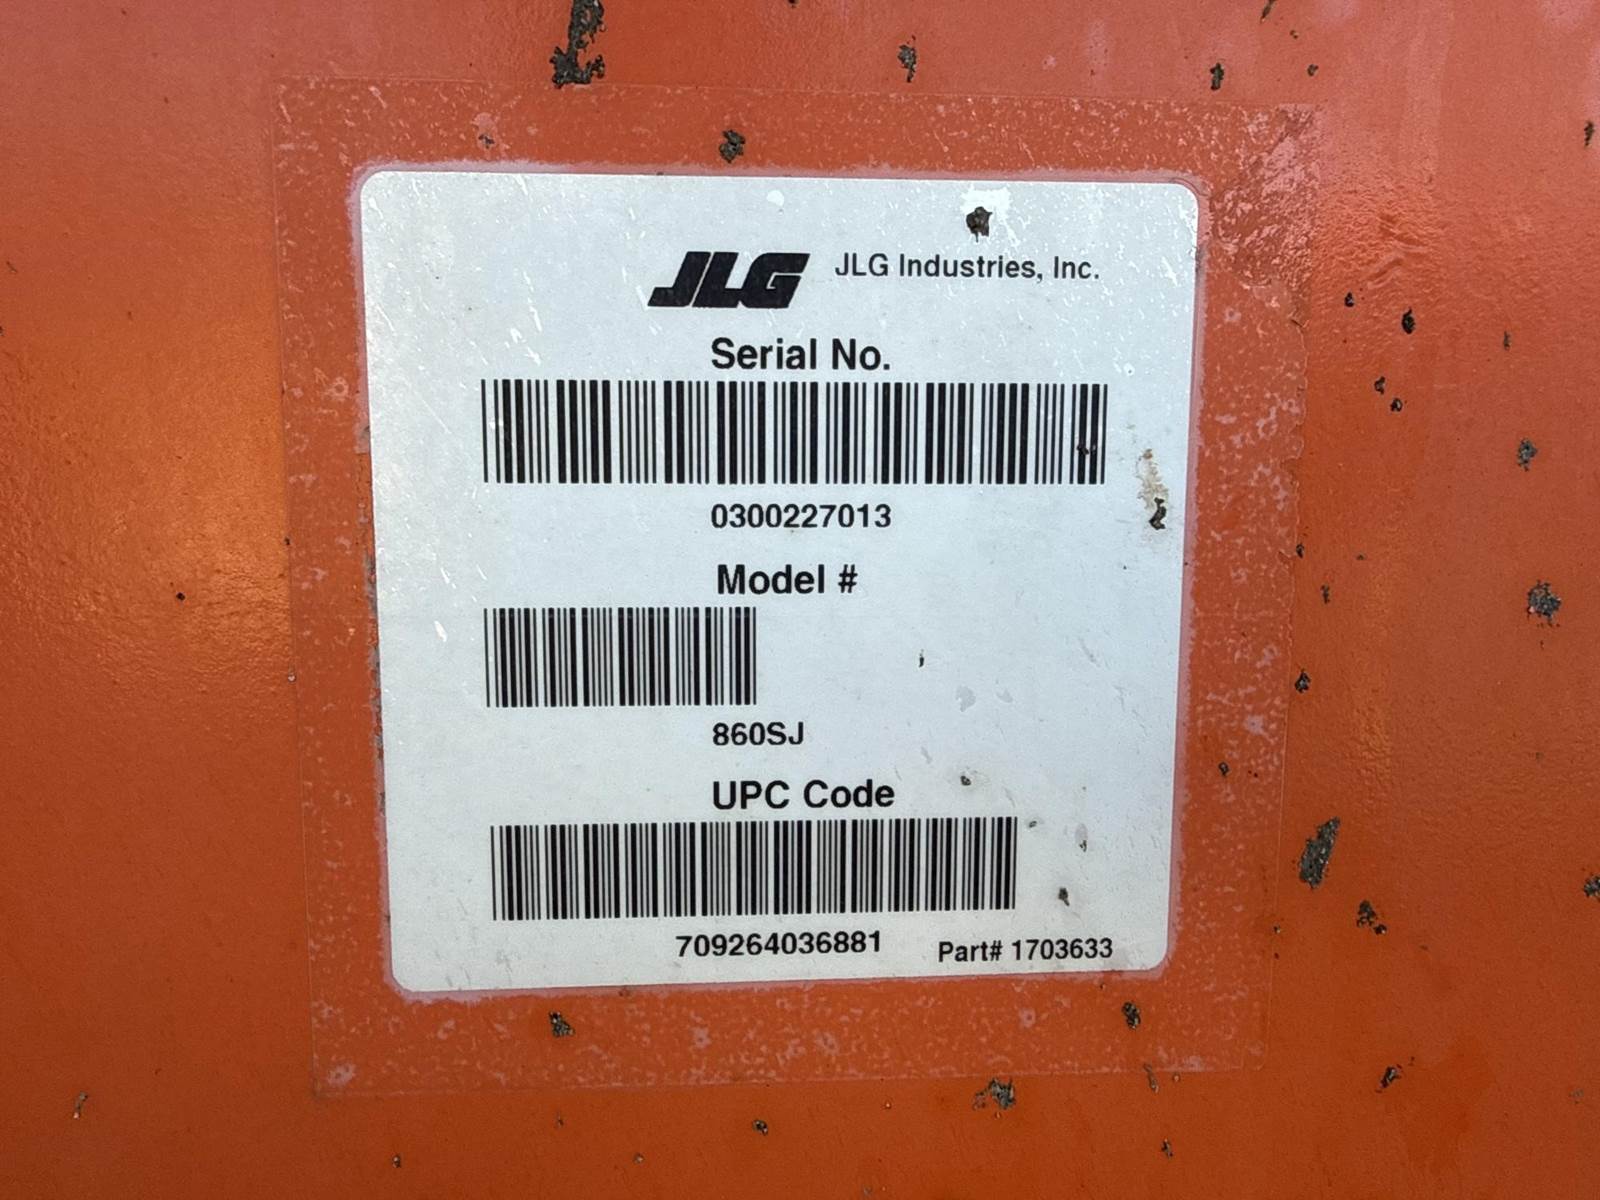 JLG JLG Industries, Inc.
Serial No.
0300227013
Model #
860SJ
UPC Code
709264036881 Part# 1703633